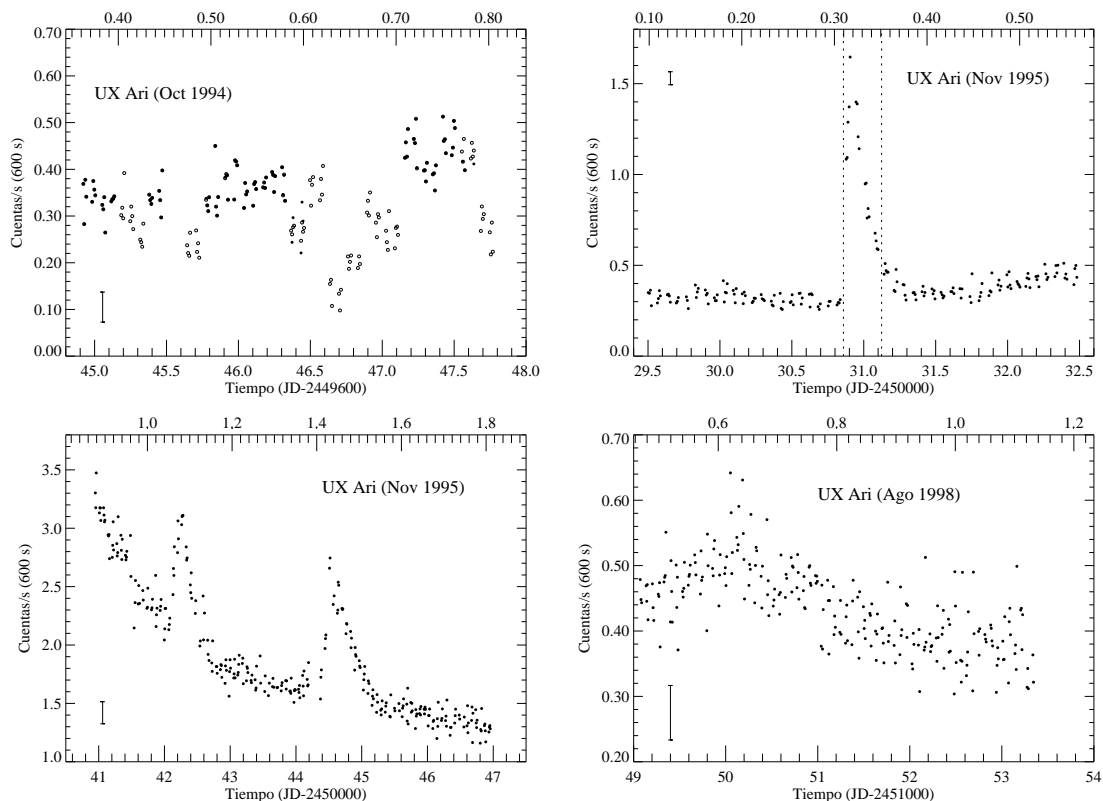 0.40 0.50 0.60 0.70 0.80
0.70
0.60
0.50
0.40
0.30
0.20
0.10
0.00
Cuentas/s (600 s)
UX Ari (Oct 1994)
45.0 45.5 46.0 46.5 47.0 47.5 48.0
Tiempo (JD-2449600)
0.10 0.20 0.30 0.40 0.50
1.5
1.0
0.5
0.0
Cuentas/s (600 s)
UX Ari (Nov 1995)
29.5 30.0 30.5 31.0 31.5 32.0 32.5
Tiempo (JD-2450000)
1,0 1,2 1,4 1,6 1,8
3.5
3.0
2.5
2.0
1.5
1.0
Cuentas/s (600 s)
UX Ari (Nov 1995)
41 42 43 44 45 46 47
Tiempo (JD-2450000)
0.6 0.8 1,0 1,2
0.70
0.60
0.50
0.40
0.30
0.20
Cuentas/s (600 s)
UX Ari (Ago 1998)
49 50 51 52 53 54
Tiempo (JD-2451000)